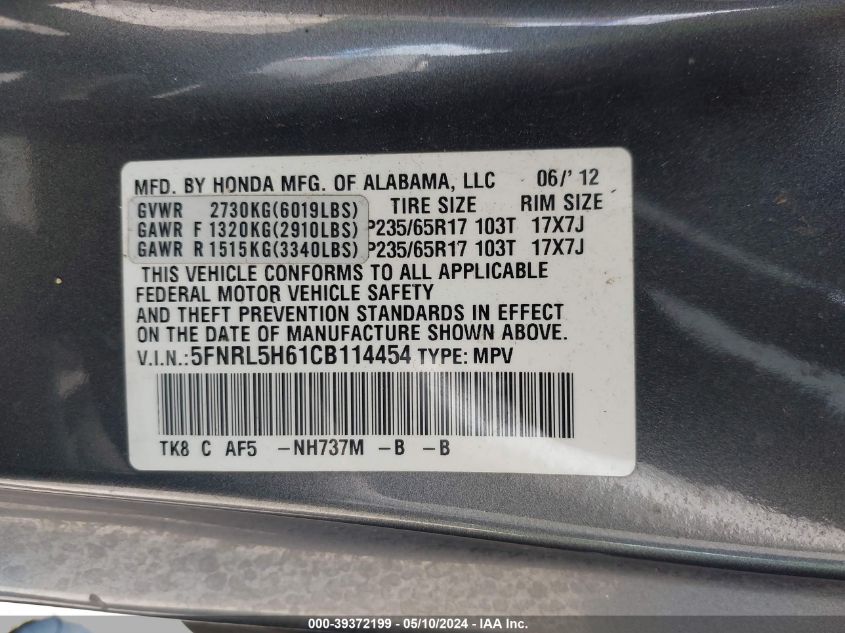 MFD. BY HONDA MFG. OF ALABAMA, LLC 06/' 12
GVWR 2730KG(6019LBS) TIRE SIZE RIM SIZE
GAWR F 1320KG(2910LBS) P235/65R17 103T 17X7J
GAWR R 1515KG(3340LBS) P235/65R17 103T 17X7J
THIS VEHICLE CONFORMS TO ALL APPLICABLE
FEDERAL MOTOR VEHICLE SAFETY
AND THEFT PREVENTION STANDARDS IN EFFECT
ON THE DATE OF MANUFACTURE SHOWN ABOVE.
V.I.N.:5FNRL5H61CB114454 TYPE: MPV
TK8 C AF5 -NH737M -B -B
000-39372199 - 05/10/2024 - IAA Inc.